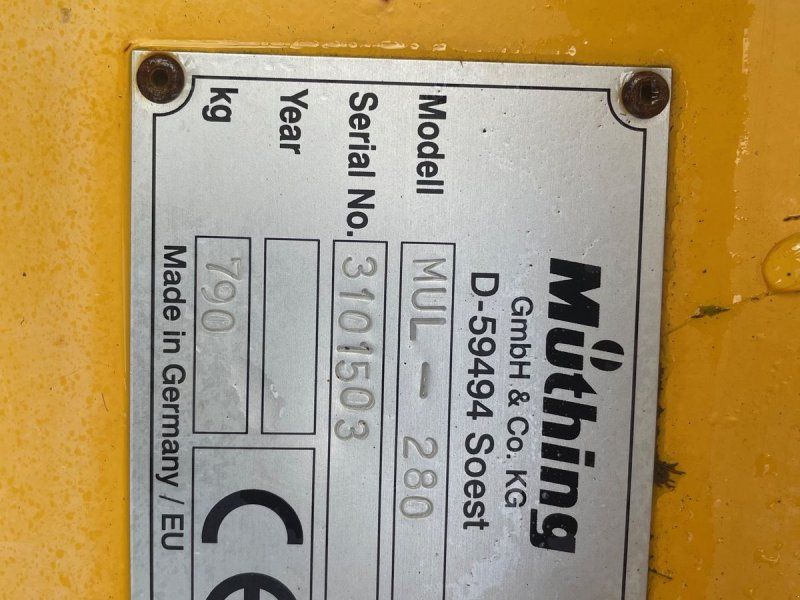 Müthing
GmbH & Co. KG
D-59494 Soest
Modell MUL - 280
Serial No. 3101503
Year
kg 790
CE
Made in Germany / EU